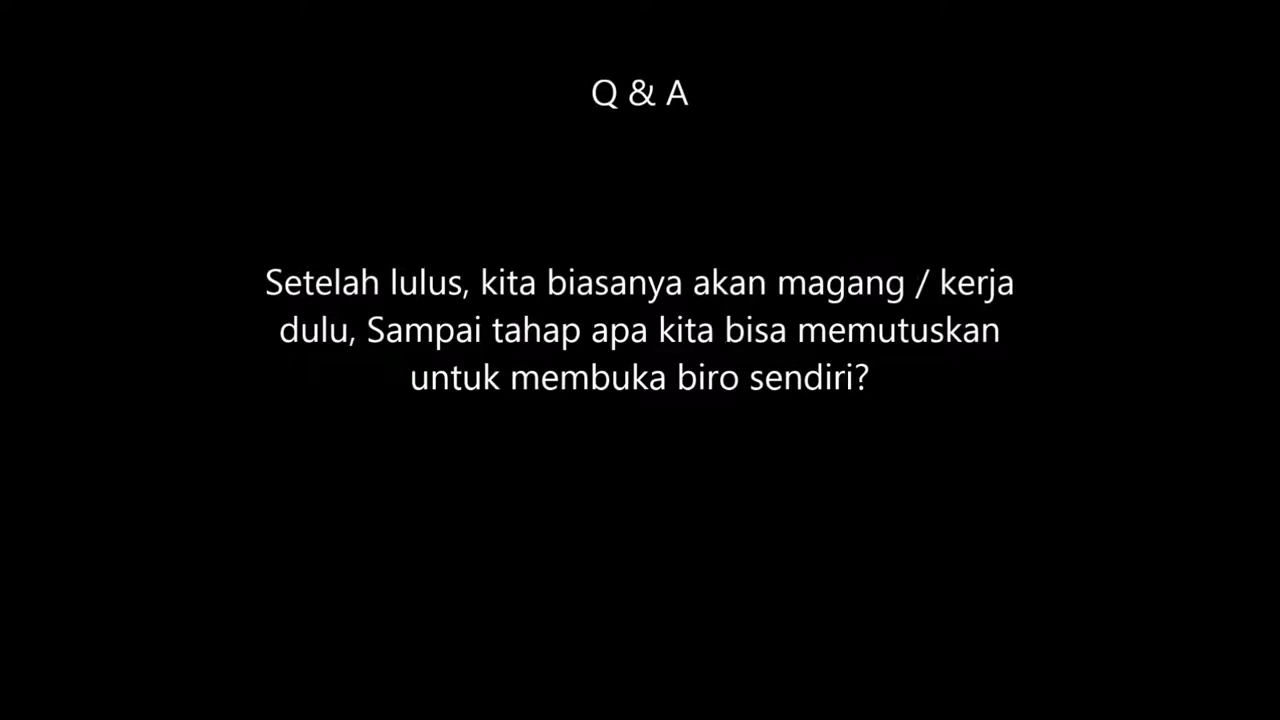 Q & A
Setelah lulus, kita biasanya akan magang / kerja
dulu, Sampai tahap apa kita bisa memutuskan
untuk membuka biro sendiri?